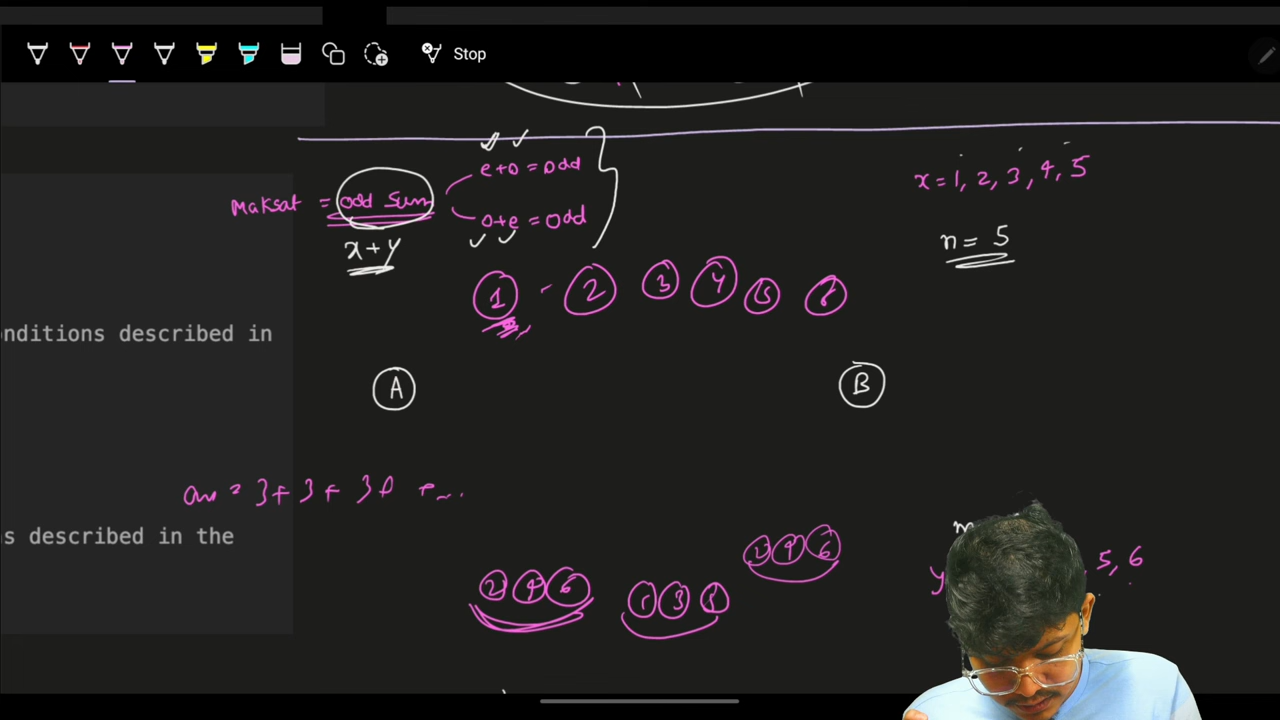 Stop
e+o = odd
Maksat = odd sum
o+e = odd
x+y
x = 1, 2, 3, 4, 5
n = 5
1 - 2 3 4 5 6
onditions described in
A
B
ans = 3+ 3+ 3+
s described in the
2 4 6
5, 6
y
2 4 6
1 3 5